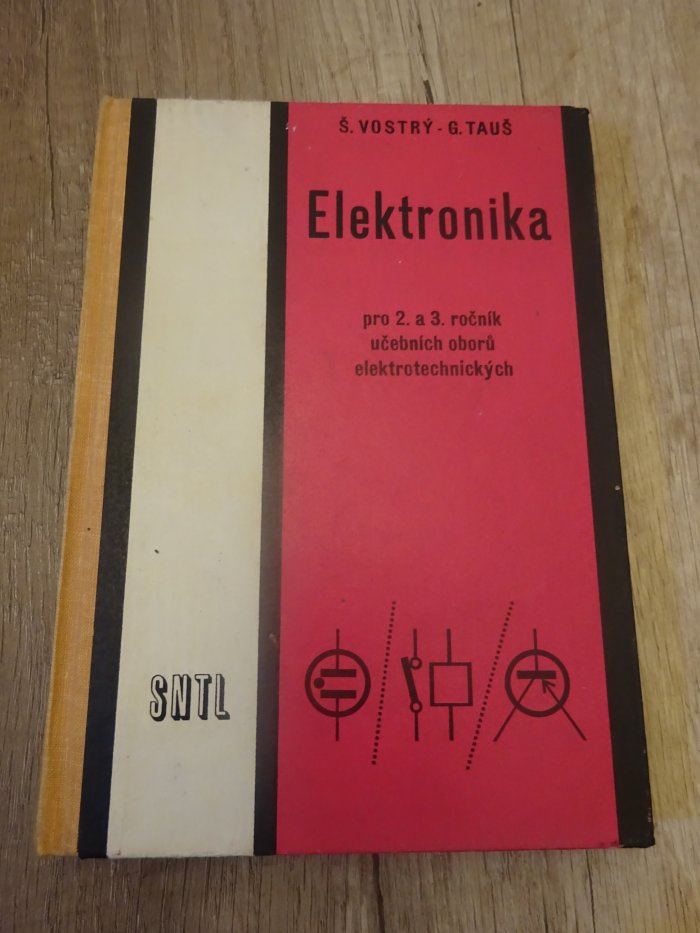 Š. VOSTRÝ - G. TAUŠ
Elektronika
pro 2. a 3. ročník
učebních oborů
elektrotechnických
SNTL